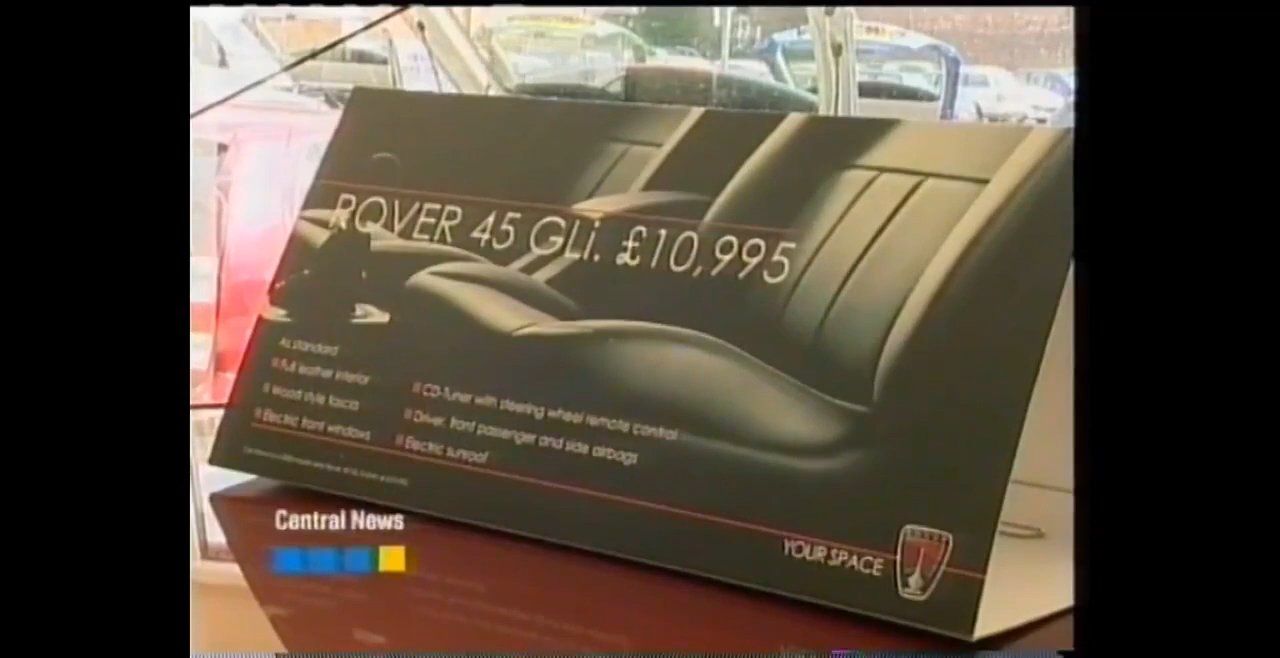 ROVER 45 GLi. £10,995
As standard
Full leather interior
Wood style fascia
Electric front windows
CD-Tuner with steering wheel remote control
Driver, front passenger and side airbags
Electric sunroof
YOUR SPACE
ROVER
Central News